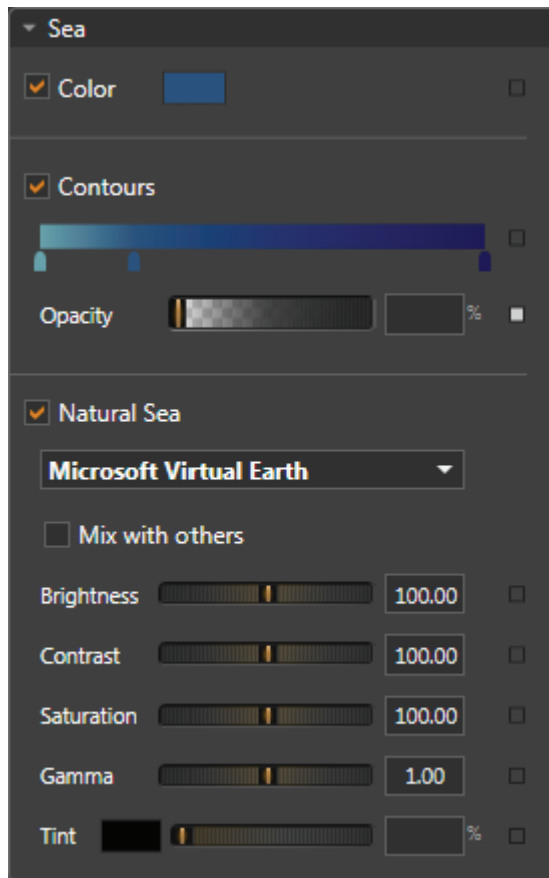 Sea
Color
Contours
Opacity %
Natural Sea
Microsoft Virtual Earth
Mix with others
Brightness 100.00
Contrast 100.00
Saturation 100.00
Gamma 1.00
Tint %